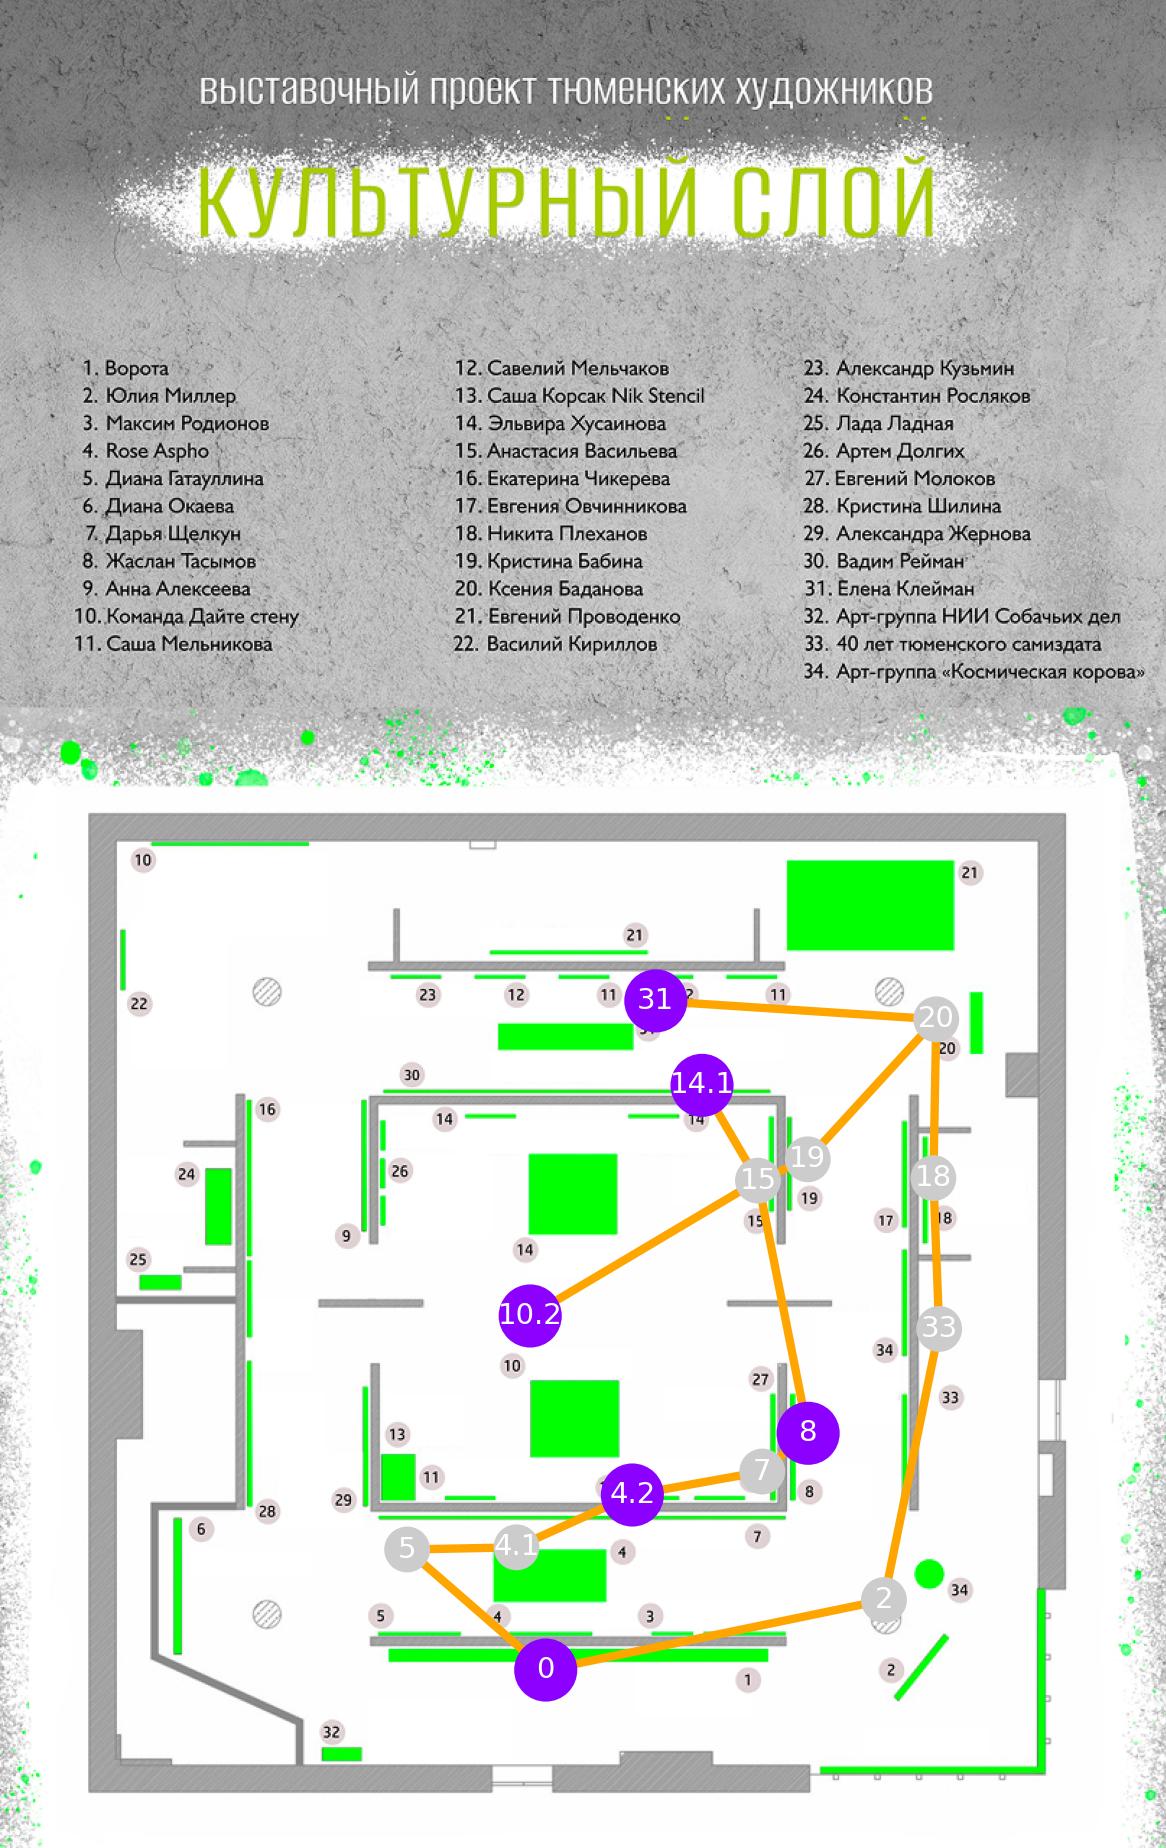 выставочный проект тюменских художников
КУЛЬТУРНЫЙ СЛОЙ
1. Ворота
2. Юлия Миллер
3. Максим Родионов
4. Rose Aspho
5. Диана Гатауллина
6. Диана Окаева
7. Дарья Щелкун
8. Жаслан Тасымов
9. Анна Алексеева
10. Команда Дайте стену
11. Саша Мельникова
12. Савелий Мельчаков
13. Саша Корсак Nik Stencil
14. Эльвира Хусаинова
15. Анастасия Васильева
16. Екатерина Чикерева
17. Евгения Овчинникова
18. Никита Плеханов
19. Кристина Бабина
20. Ксения Баданова
21. Евгений Проводенко
22. Василий Кириллов
23. Александр Кузьмин
24. Константин Росляков
25. Лада Ладная
26. Артем Долгих
27. Евгений Молоков
28. Кристина Шилина
29. Александра Жернова
30. Вадим Рейман
31. Елена Клейман
32. Арт-группа НИИ Собачьих дел
33. 40 лет тюменского самиздата
34. Арт-группа «Космическая корова»
10
21
21
22
23 12 11 31 11
20
20
30
14.1
16 14 14
24 26 15 19 18
19
9 17 15 18
25 14
10.2 33
34
10 27
33
13 8
11 7
29 4.2 8
28
6 7
5 4.1 4
34
5 4 3 2
0 1 2
32